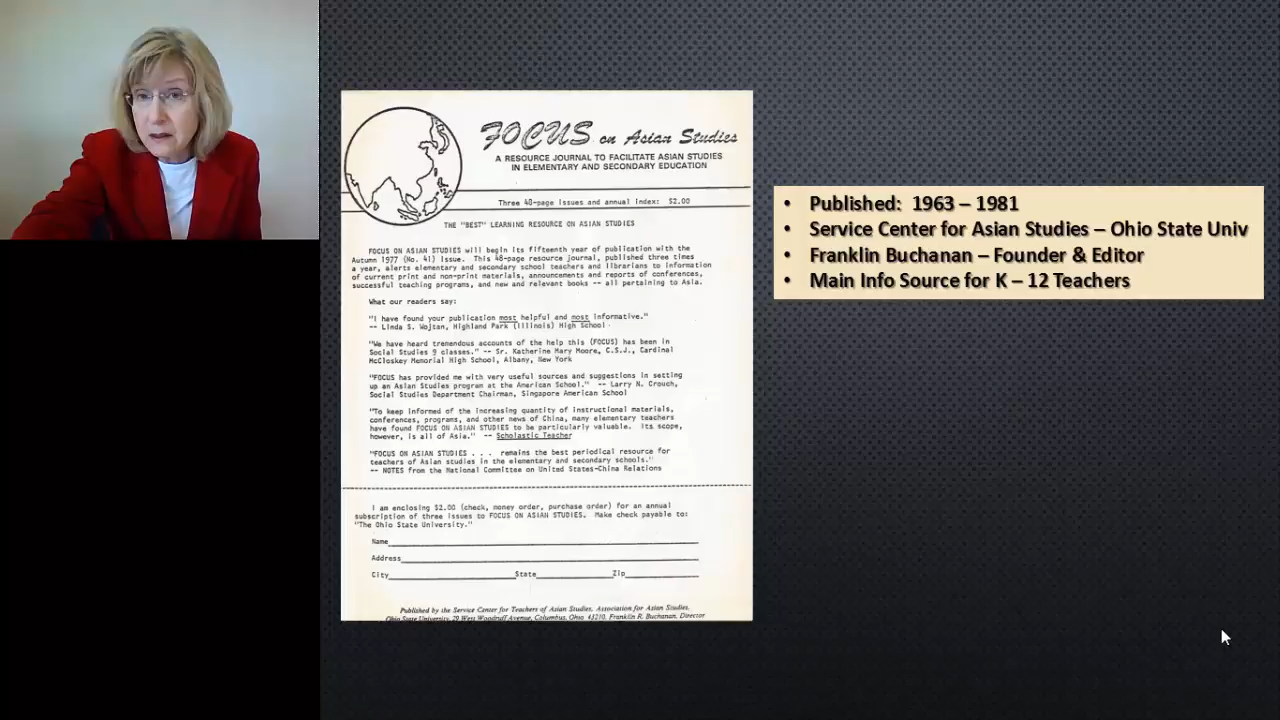 FOCUS on Asian Studies
A RESOURCE JOURNAL TO FACILITATE ASIAN STUDIES
IN ELEMENTARY AND SECONDARY EDUCATION
Three 40-page issues and annual index: $2.00
THE "BEST" LEARNING RESOURCE ON ASIAN STUDIES
FOCUS ON ASIAN STUDIES will begin its fifteenth year of publication with the
Autumn 1977 (No. 41) issue. This 48-page resource journal, published three times
a year, alerts elementary and secondary school teachers and librarians to information
of current print and non-print materials, announcements and reports of conferences,
successful teaching programs, and new and relevant books -- all pertaining to Asia.
What our readers say:
"I have found your publication most helpful and most informative."
-- Linda S. Wojtan, Highland Park (Illinois) High School
"We have heard tremendous accounts of the help this (FOCUS) has been in
Social Studies 9 classes." -- Sr. Katherine Mary Moore, C.S.J., Cardinal
McCloskey Memorial High School, Albany, New York
"FOCUS has provided me with very useful sources and suggestions in setting
up an Asian Studies program at the American School." -- Larry N. Crouch,
Social Studies Department Chairman, Singapore American School
"To keep informed of the increasing quantity of instructional materials,
conferences, programs, and other news of China, many elementary teachers
have found FOCUS ON ASIAN STUDIES to be particularly valuable. Its scope,
however, is all of Asia." -- Scholastic Teacher
"FOCUS ON ASIAN STUDIES . . . remains the best periodical resource for
teachers of Asian studies in the elementary and secondary schools."
-- NOTES from the National Committee on United States-China Relations
I am enclosing $2.00 (check, money order, purchase order) for an annual
subscription of three issues to FOCUS ON ASIAN STUDIES. Make check payable to:
"The Ohio State University."
Name
Address
City State Zip
Published by the Service Center for Teachers of Asian Studies, Association for Asian Studies,
Ohio State University, 29 West Woodruff Avenue, Columbus, Ohio 43210, Franklin R. Buchanan, Director
• Published: 1963 – 1981
• Service Center for Asian Studies – Ohio State Univ
• Franklin Buchanan – Founder & Editor
• Main Info Source for K – 12 Teachers